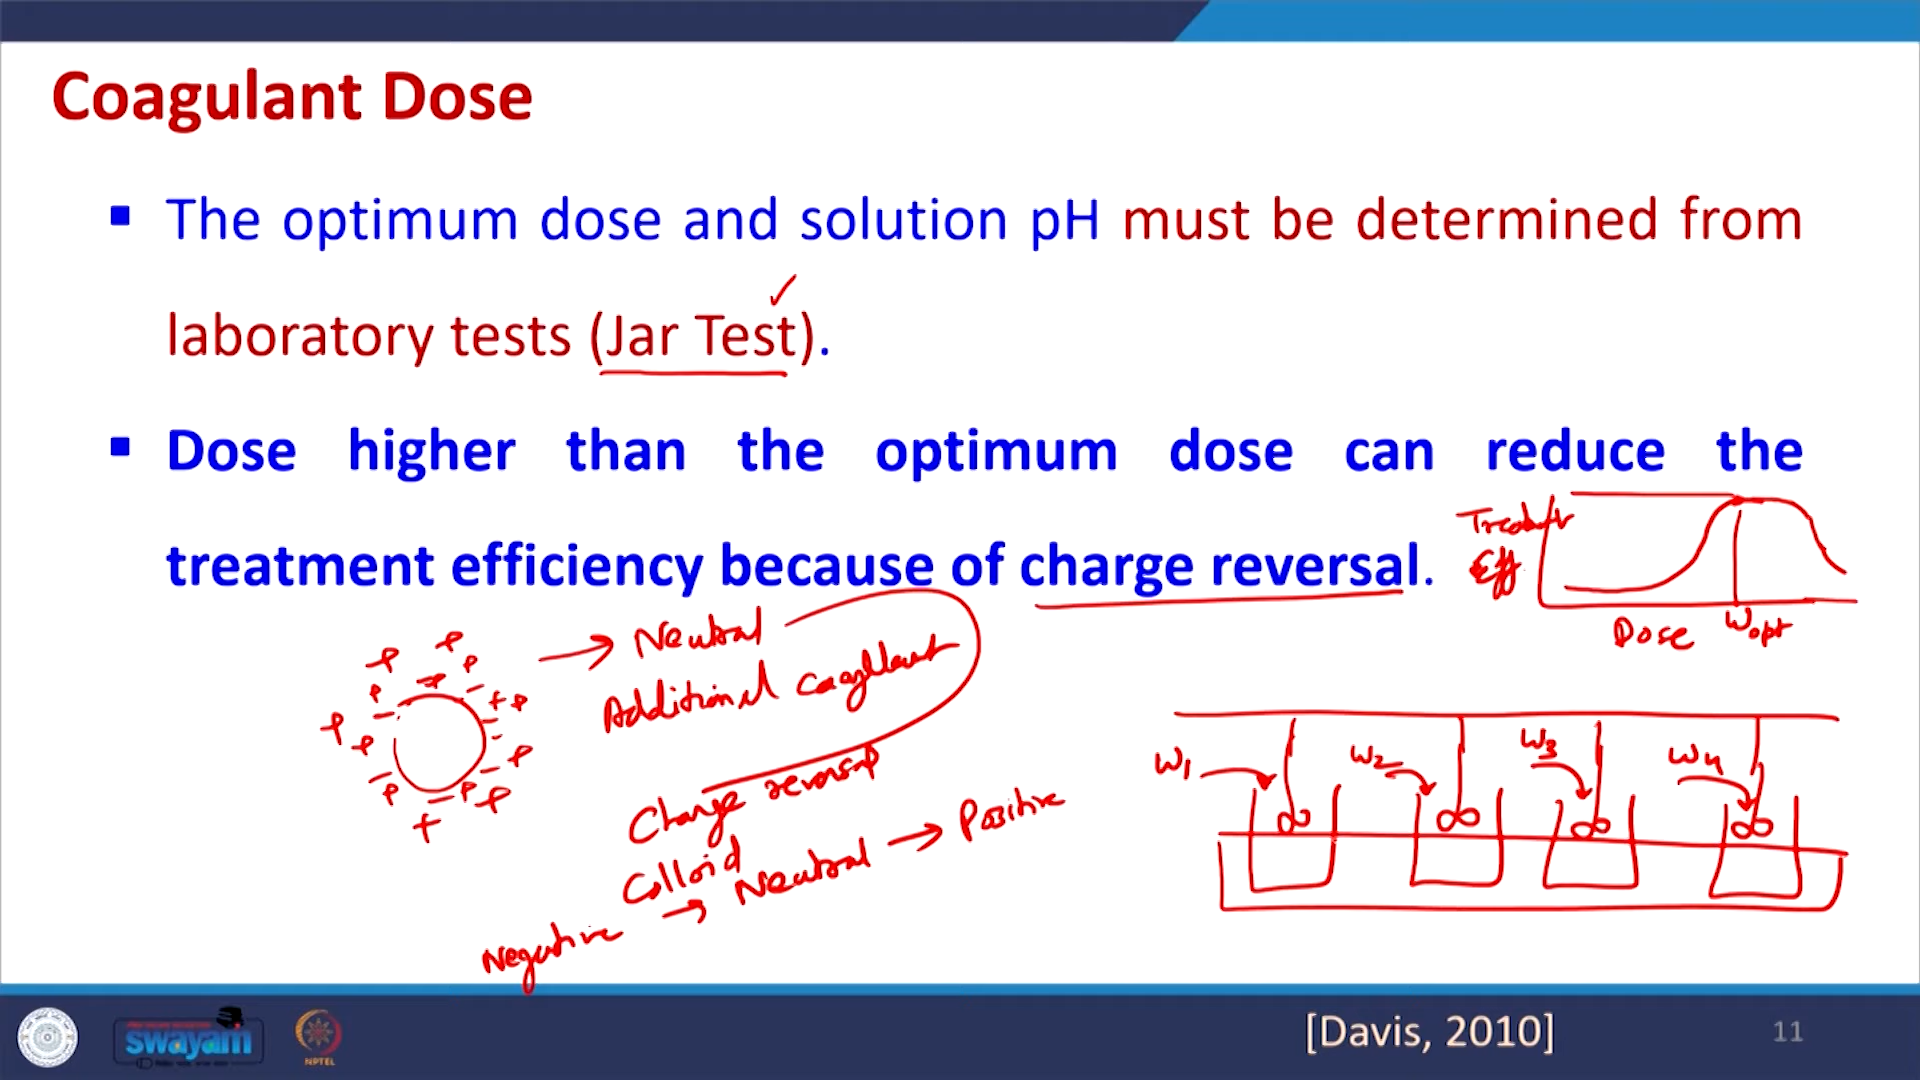 Coagulant Dose
▪ The optimum dose and solution pH must be determined from
laboratory tests (Jar Test).
▪ Dose higher than the optimum dose can reduce the
treatment efficiency because of charge reversal.
Eff
Dose Wopt
→ Neutral
Additional coagulant
Charge reversal
Colloid
Negative → Neutral → Positive
W1 W2 W3 W4
swayam
NPTEL
[Davis, 2010]
11